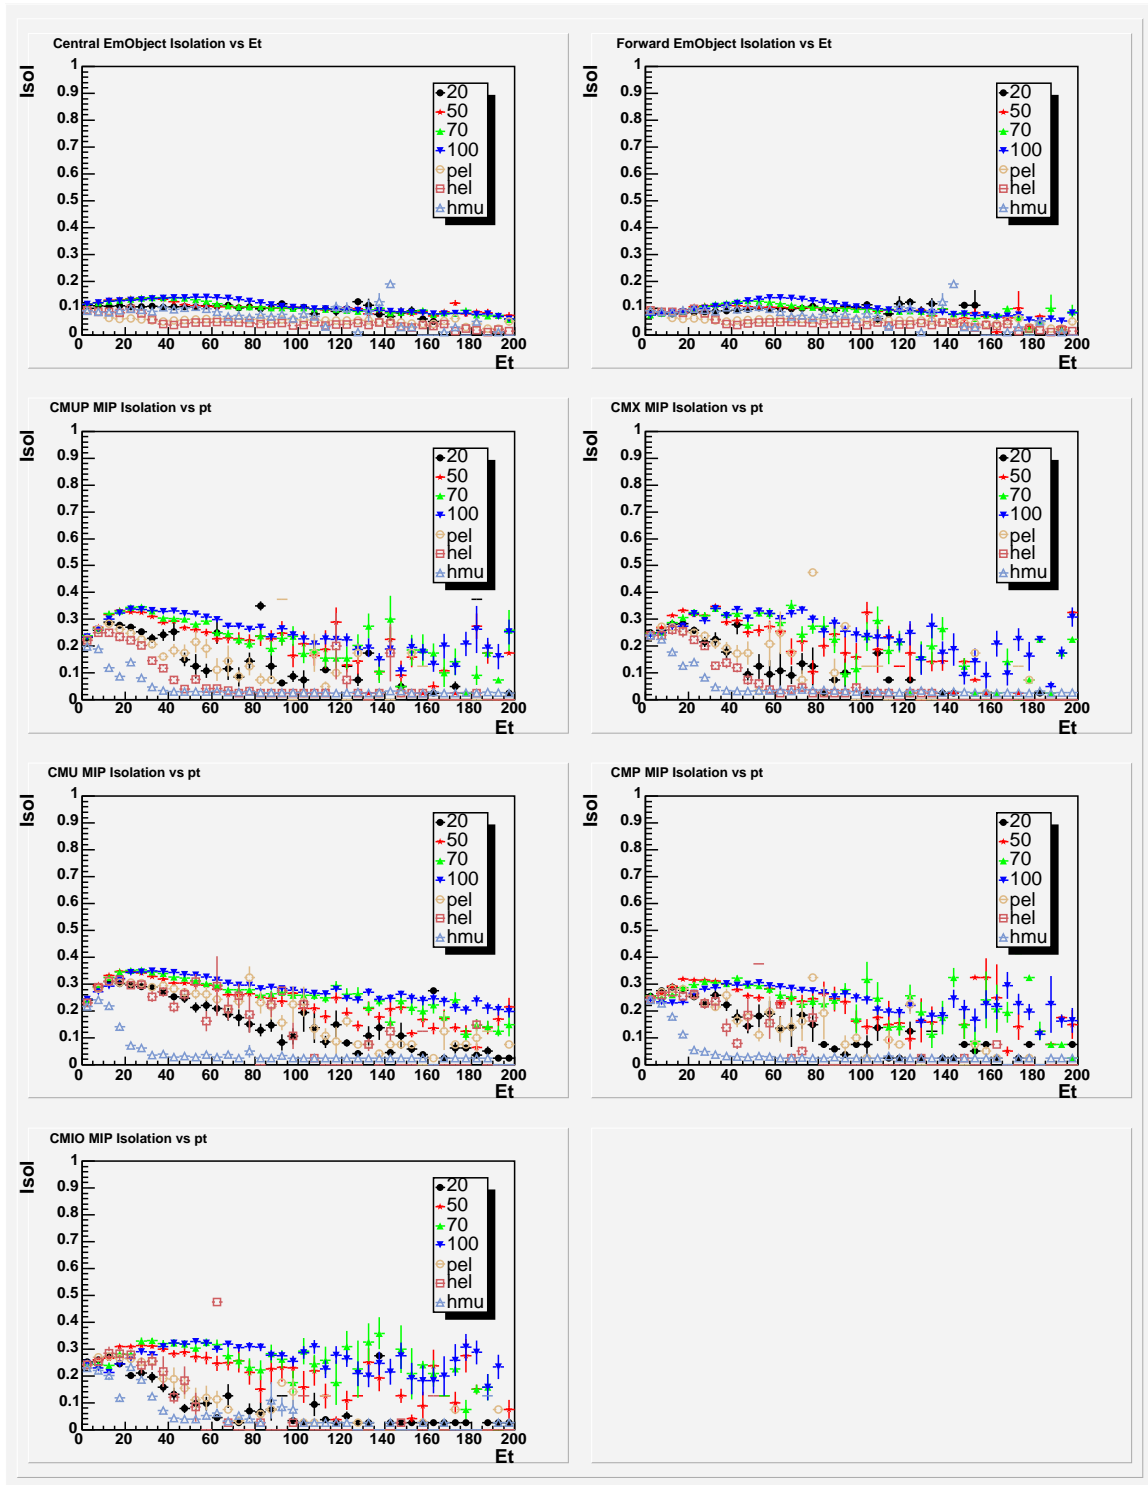 Central EmObject Isolation vs Et
Isol
1
0.9
0.8
0.7
0.6
0.5
0.4
0.3
0.2
0.1
0
0 20 40 60 80 100 120 140 160 180 200
Et
20
50
70
100
pel
hel
hmu
Forward EmObject Isolation vs Et
Isol
1
0.9
0.8
0.7
0.6
0.5
0.4
0.3
0.2
0.1
0
0 20 40 60 80 100 120 140 160 180 200
Et
20
50
70
100
pel
hel
hmu
CMUP MIP Isolation vs pt
Isol
1
0.9
0.8
0.7
0.6
0.5
0.4
0.3
0.2
0.1
0
0 20 40 60 80 100 120 140 160 180 200
Et
20
50
70
100
pel
hel
hmu
CMX MIP Isolation vs pt
Isol
1
0.9
0.8
0.7
0.6
0.5
0.4
0.3
0.2
0.1
0
0 20 40 60 80 100 120 140 160 180 200
Et
20
50
70
100
pel
hel
hmu
CMU MIP Isolation vs pt
Isol
1
0.9
0.8
0.7
0.6
0.5
0.4
0.3
0.2
0.1
0
0 20 40 60 80 100 120 140 160 180 200
Et
20
50
70
100
pel
hel
hmu
CMP MIP Isolation vs pt
Isol
1
0.9
0.8
0.7
0.6
0.5
0.4
0.3
0.2
0.1
0
0 20 40 60 80 100 120 140 160 180 200
Et
20
50
70
100
pel
hel
hmu
CMIO MIP Isolation vs pt
Isol
1
0.9
0.8
0.7
0.6
0.5
0.4
0.3
0.2
0.1
0
0 20 40 60 80 100 120 140 160 180 200
Et
20
50
70
100
pel
hel
hmu